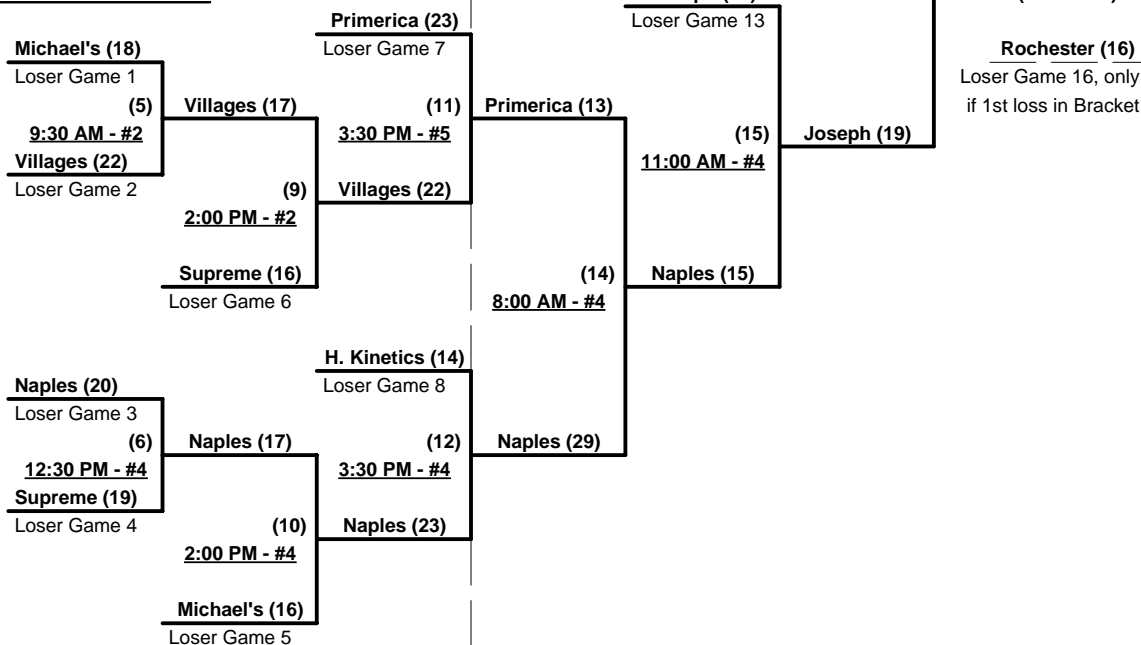 Primerica (23)
Loser Game 7
Loser Game 13
Michael's (18)
Loser Game 1
(5)
9:30 AM - #2
Villages (22)
Loser Game 2
Villages (17)
(9)
2:00 PM - #2
Supreme (16)
Loser Game 6
(11)
3:30 PM - #5
Villages (22)
Primerica (13)
(15)
11:00 AM - #4
Joseph (19)
Rochester (16)
Loser Game 16, only
if 1st loss in Bracket
(14)
8:00 AM - #4
Naples (15)
H. Kinetics (14)
Loser Game 8
Naples (20)
Loser Game 3
(6)
12:30 PM - #4
Supreme (19)
Loser Game 4
Naples (17)
(10)
2:00 PM - #4
Michael's (16)
Loser Game 5
(12)
3:30 PM - #4
Naples (23)
Naples (29)